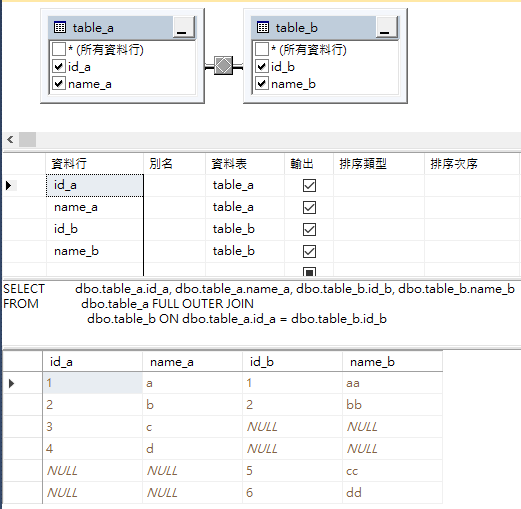 table_a
table_b
* (所有資料行)
id_a
name_a
* (所有資料行)
id_b
name_b
資料行 別名 資料表 輸出 排序類型 排序次序
id_a table_a
name_a table_a
id_b table_b
name_b table_b
SELECT dbo.table_a.id_a, dbo.table_a.name_a, dbo.table_b.id_b, dbo.table_b.name_b
FROM dbo.table_a FULL OUTER JOIN
dbo.table_b ON dbo.table_a.id_a = dbo.table_b.id_b
id_a name_a id_b name_b
1 a 1 aa
2 b 2 bb
3 c NULL NULL
4 d NULL NULL
NULL NULL 5 cc
NULL NULL 6 dd